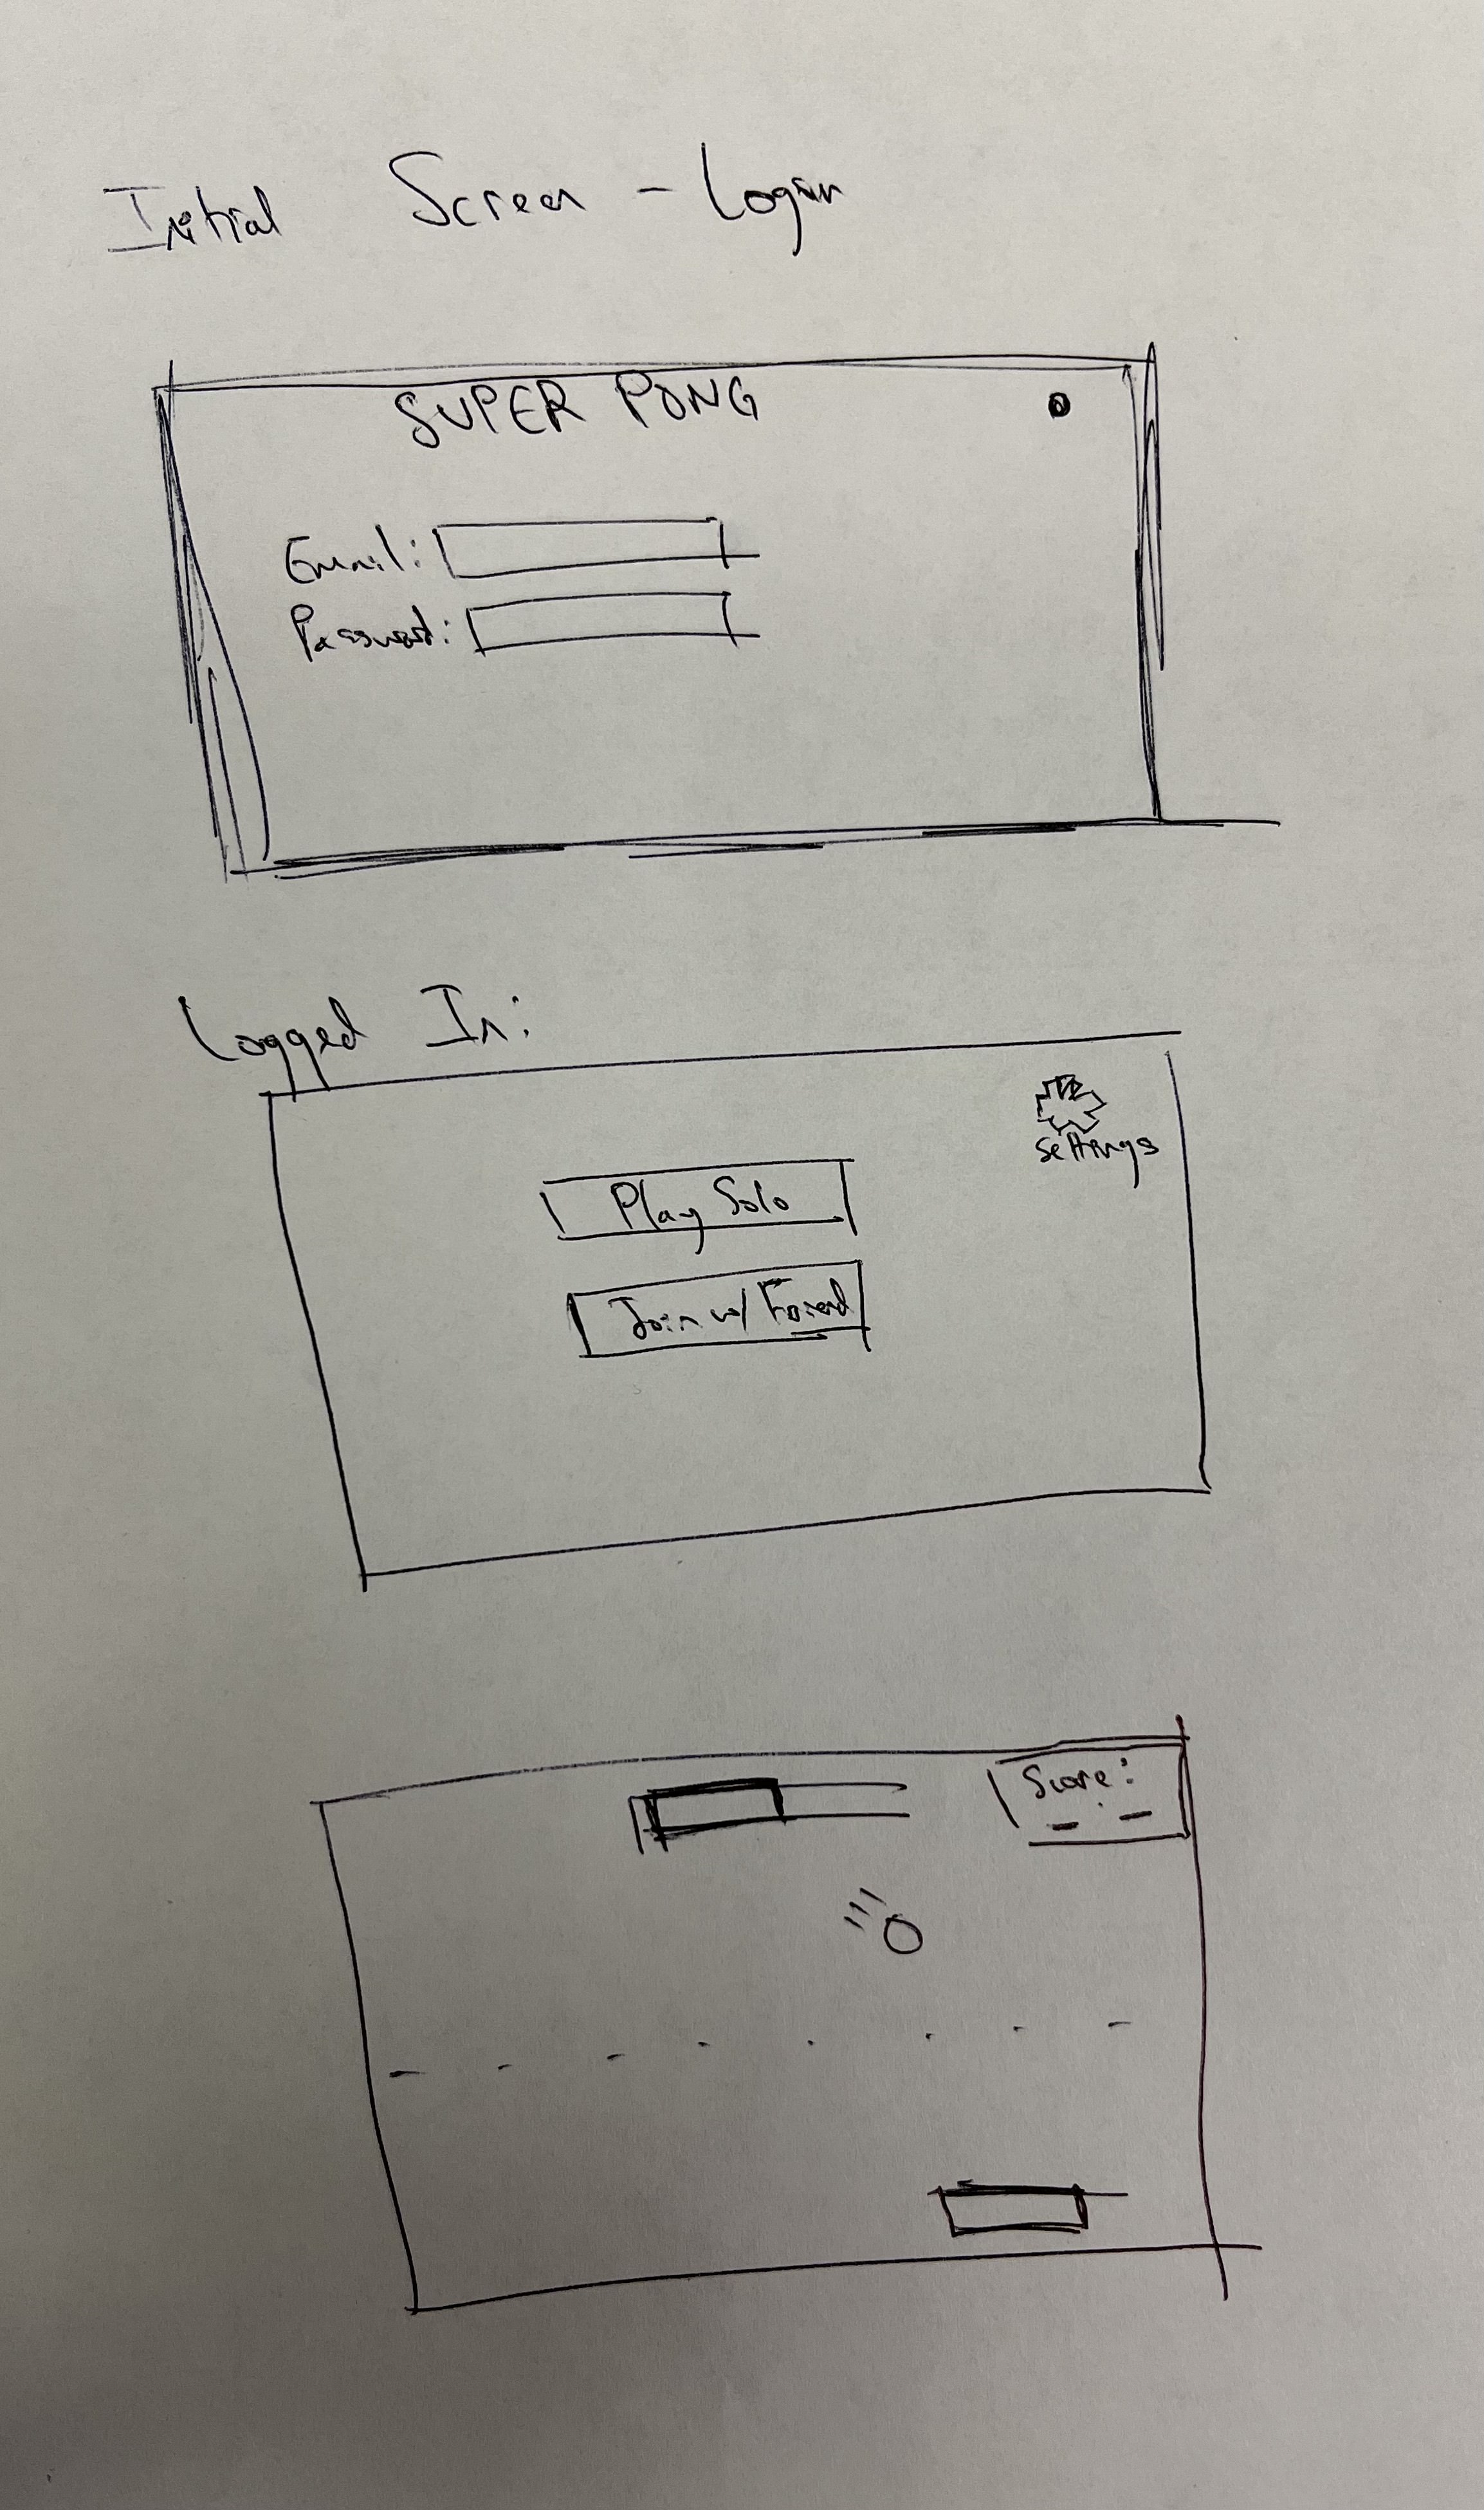 Initial Screen - Login
SUPER PONG
Email:
Password:
Logged In:
settings
Play Solo
Join w/ Friend
Score: